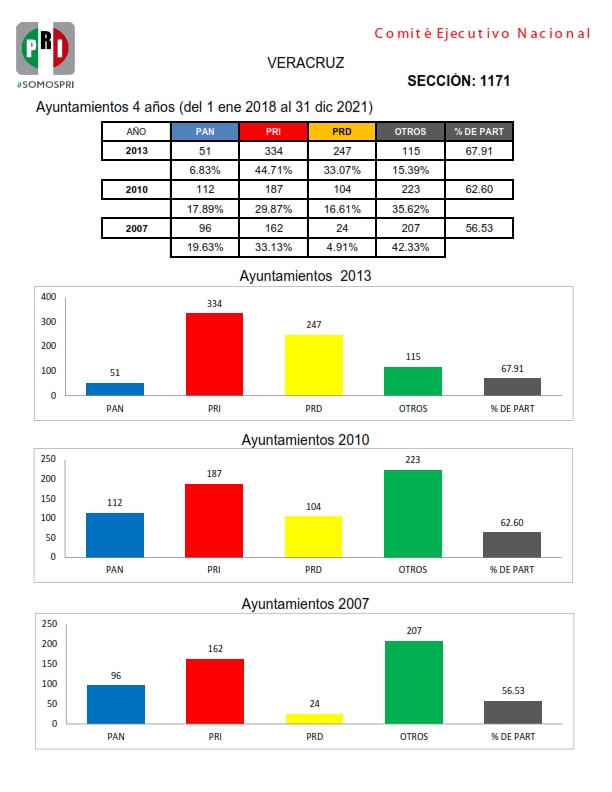 PRI
Comité Ejecutivo Nacional
#SOMOSPRI
VERACRUZ
SECCIÒN: 1171
Ayuntamientos 4 años (del 1 ene 2018 al 31 dic 2021)
AÑO PAN PRI PRD OTROS % DE PART
2013 51 334 247 115 67.91
6.83% 44.71% 33.07% 15.39%
2010 112 187 104 223 62.60
17.89% 29.87% 16.61% 35.62%
2007 96 162 24 207 56.53
19.63% 33.13% 4.91% 42.33%
Ayuntamientos 2013
400
300
200
100
0
51 334 247 115 67.91
PAN PRI PRD OTROS % DE PART
Ayuntamientos 2010
250
200
150
100
50
0
112 187 104 223 62.60
PAN PRI PRD OTROS % DE PART
Ayuntamientos 2007
250
200
150
100
50
0
96 162 24 207 56.53
PAN PRI PRD OTROS % DE PART